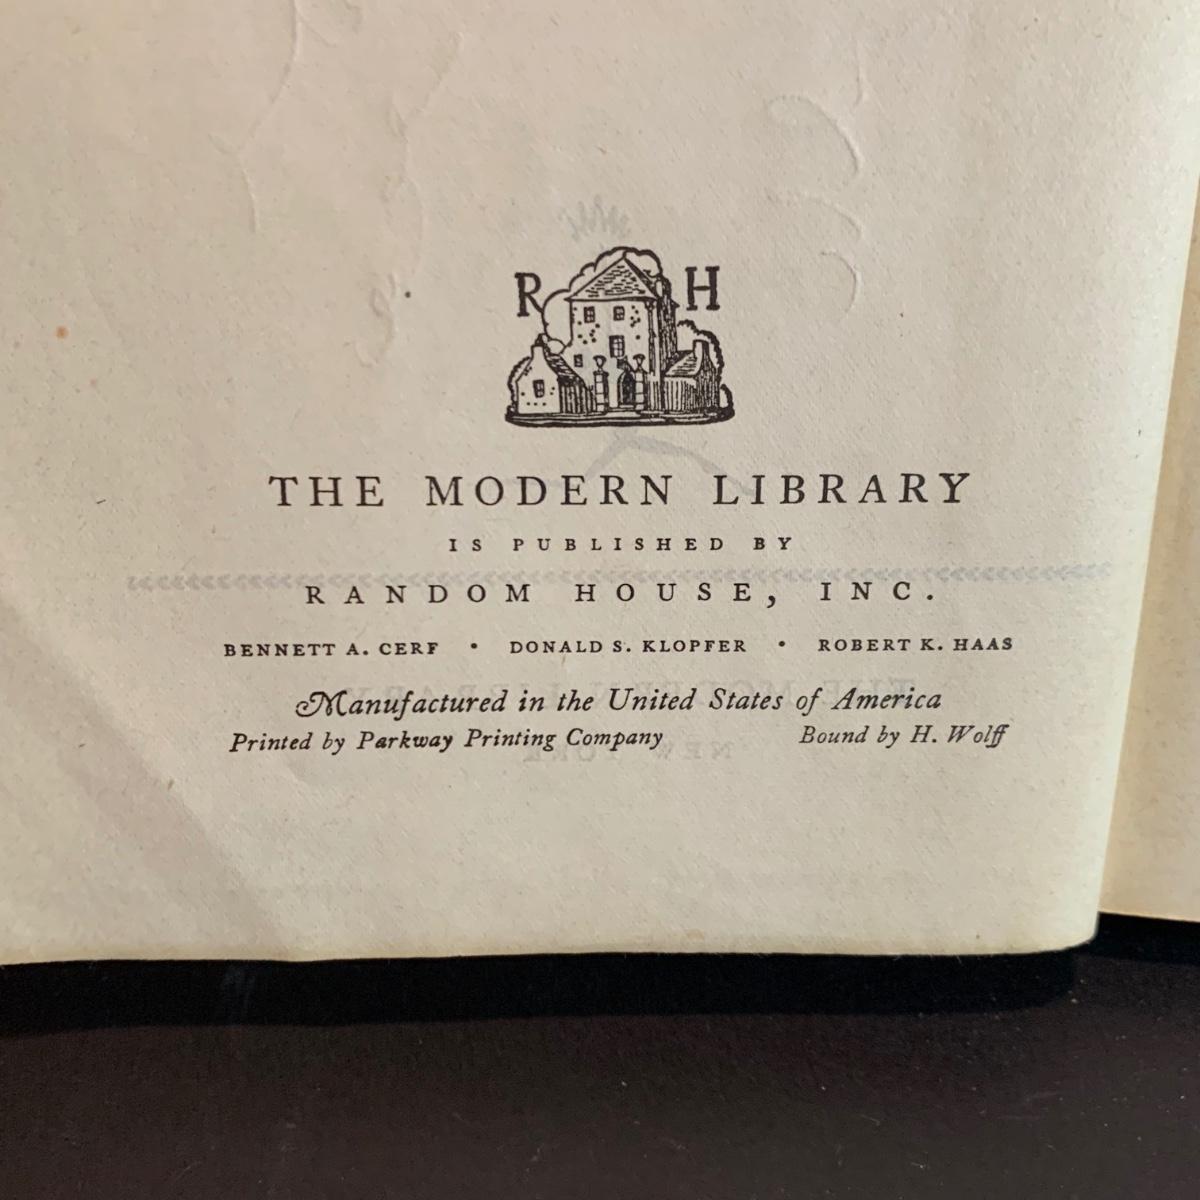 R H
THE MODERN LIBRARY
IS PUBLISHED BY
RANDOM HOUSE, INC.
BENNETT A. CERF • DONALD S. KLOPFER • ROBERT K. HAAS
Manufactured in the United States of America
Printed by Parkway Printing Company Bound by H. Wolff